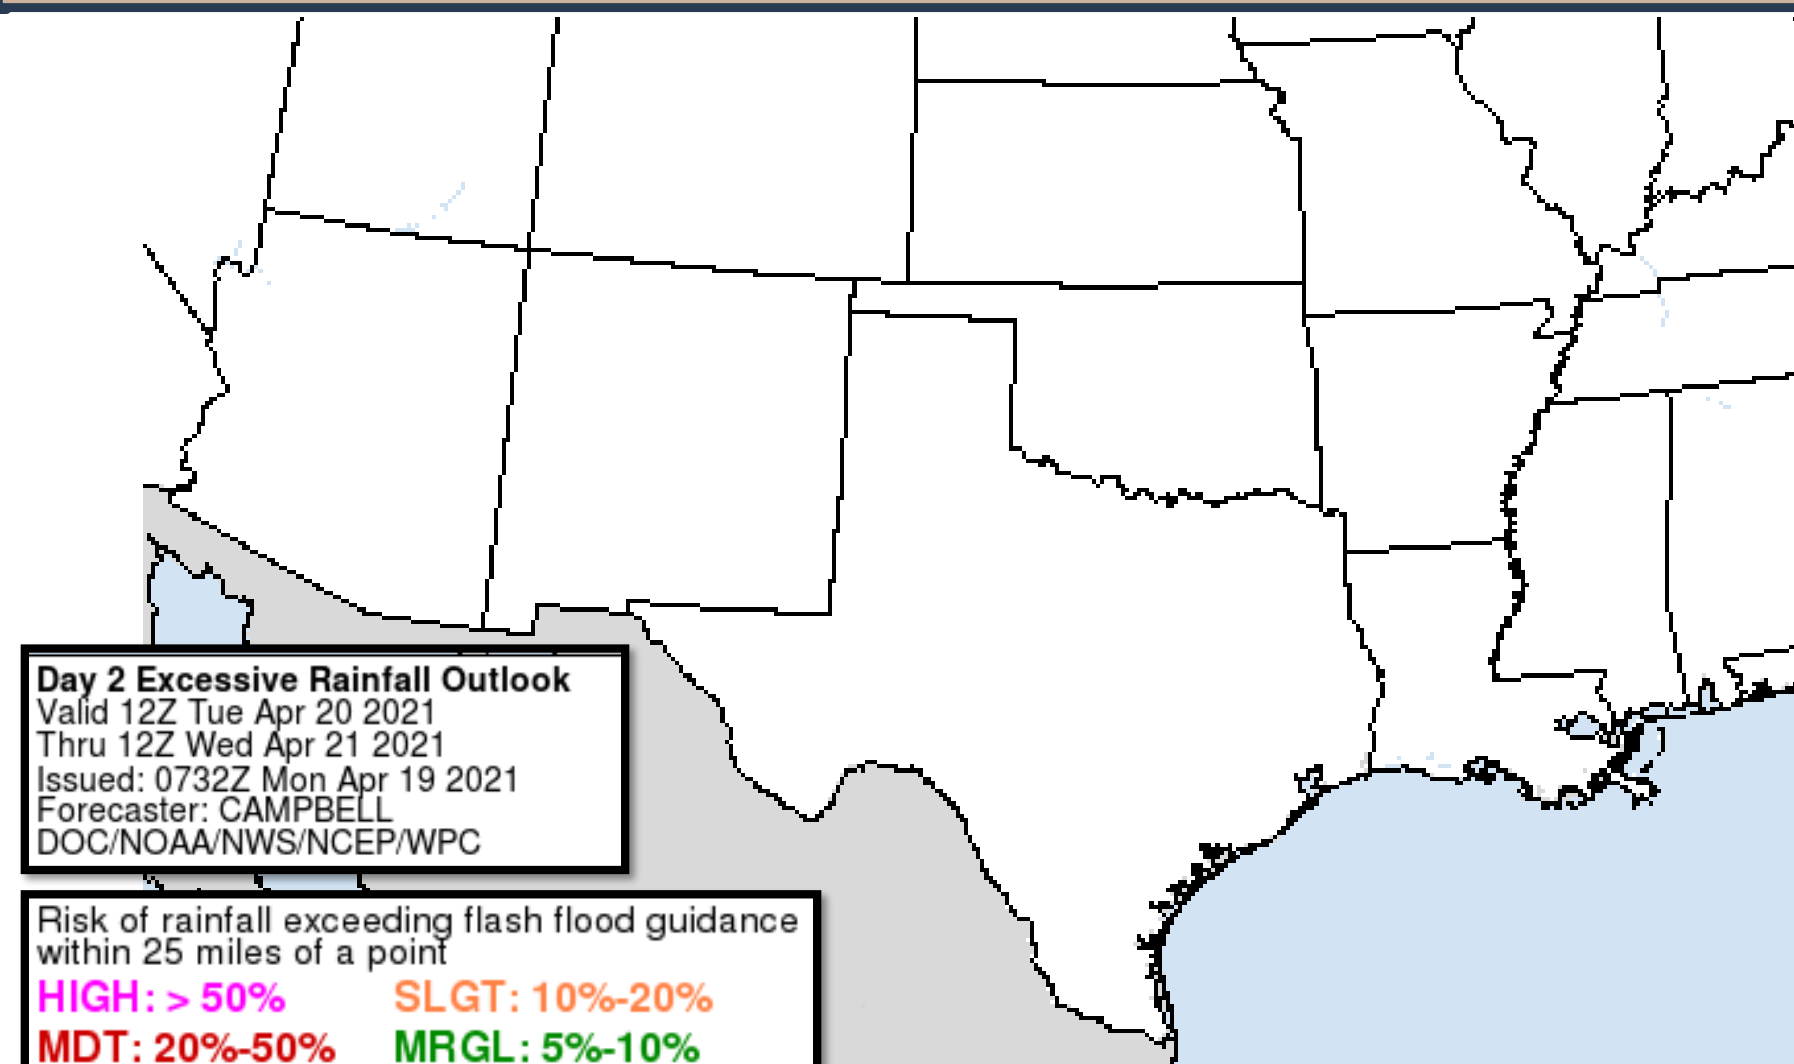 Day 2 Excessive Rainfall Outlook
Valid 12Z Tue Apr 20 2021
Thru 12Z Wed Apr 21 2021
Issued: 0732Z Mon Apr 19 2021
Forecaster: CAMPBELL
DOC/NOAA/NWS/NCEP/WPC
Risk of rainfall exceeding flash flood guidance
within 25 miles of a point
HIGH: > 50% SLGT: 10%-20%
MDT: 20%-50% MRGL: 5%-10%